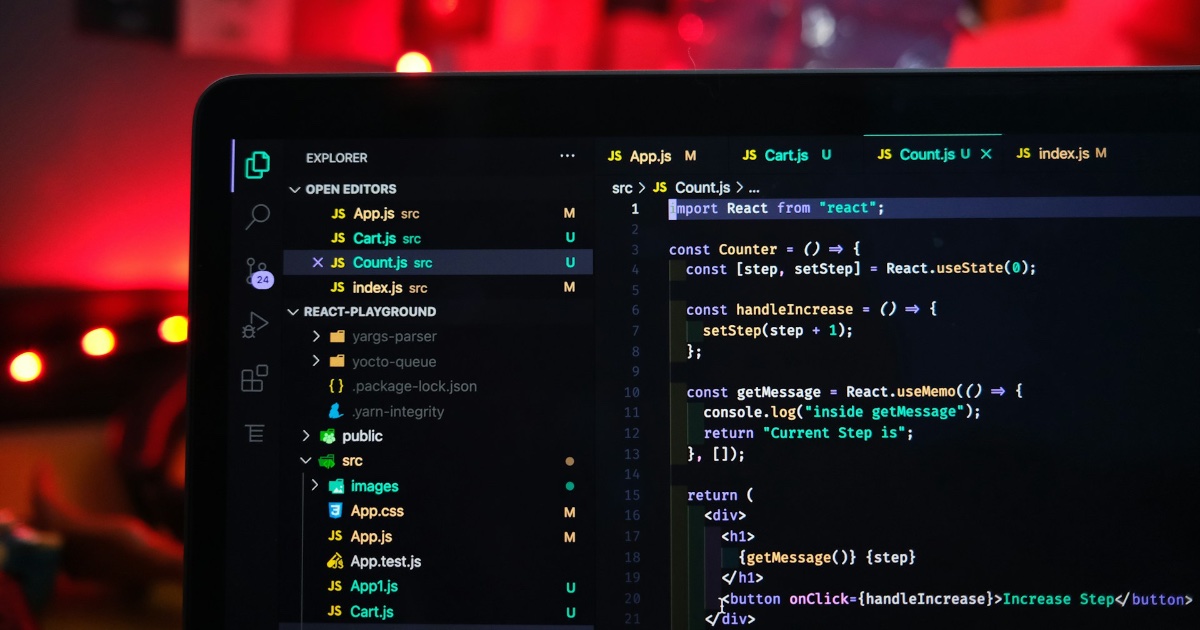 EXPLORER ...
OPEN EDITORS
JS App.js src M
JS Cart.js src U
JS Count.js src U
JS index.js src M
24
REACT-PLAYGROUND
yargs-parser
yocto-queue
{} .package-lock.json
.yarn-integrity
public
src
images
App.css M
JS App.js M
App.test.js
JS App1.js U
JS Cart.js U
JS App.js M JS Cart.js U JS Count.js U JS index.js M
src > JS Count.js > ...
1 import React from "react";
2
3 const Counter = () => {
4 const [step, setStep] = React.useState(0);
5
6 const handleIncrease = () => {
7 setStep(step + 1);
8 };
9
10 const getMessage = React.useMemo(() => {
11 console.log("inside getMessage");
12 return "Current Step is";
13 }, []);
14
15 return (
16 <div>
17 <h1>
18 {getMessage()} {step}
19 </h1>
20 <button onClick={handleIncrease}>Increase Step</button>
21 </div>